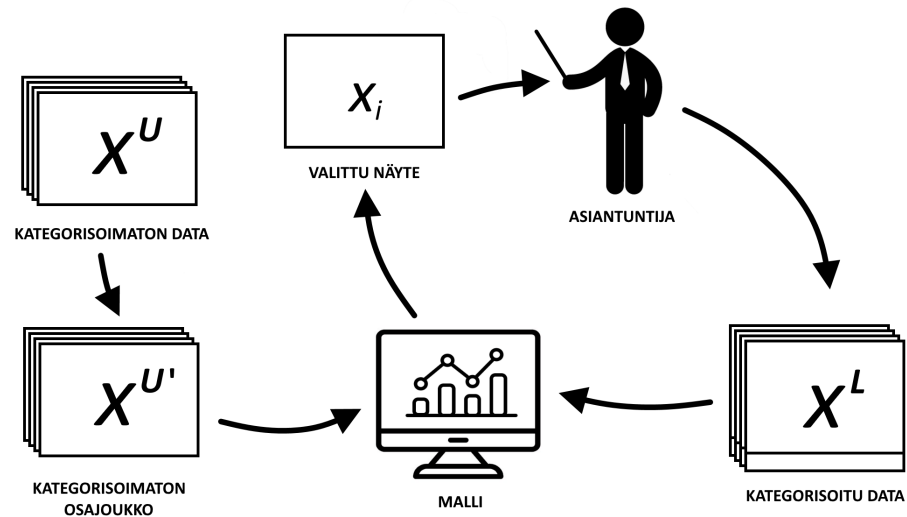 X^U
KATEGORISOIMATON DATA
x_i
VALITTU NÄYTE
ASIANTUNTIJA
X^U'
KATEGORISOIMATON
OSAJOUKKO
MALLI
X^L
KATEGORISOITU DATA